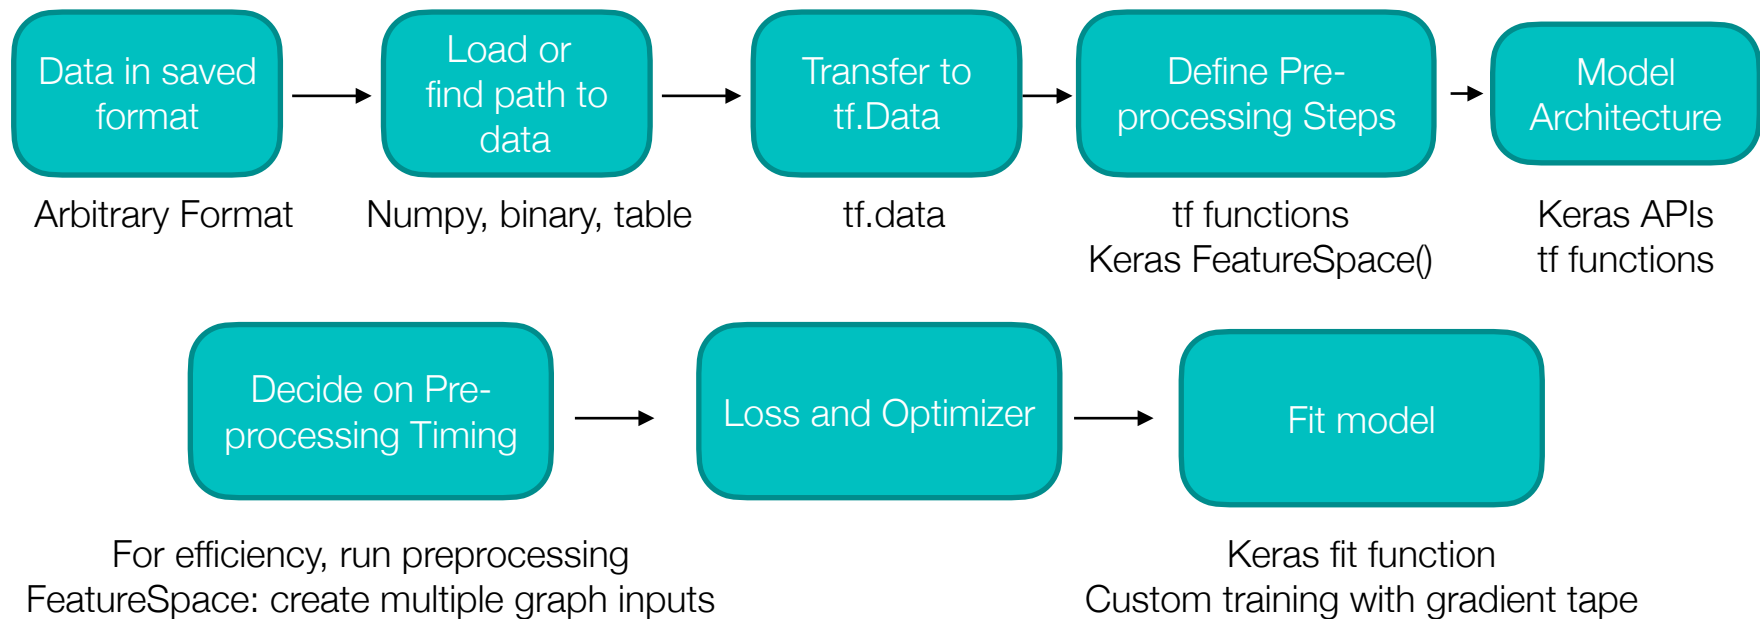 Data in saved
format
Load or
find path to
data
Transfer to
tf.Data
Define Pre-
processing Steps
Model
Architecture
Arbitrary Format
Numpy, binary, table
tf.data
tf functions
Keras FeatureSpace()
Keras APIs
tf functions
Decide on Pre-
processing Timing
Loss and Optimizer
Fit model
For efficiency, run preprocessing
FeatureSpace: create multiple graph inputs
Keras fit function
Custom training with gradient tape